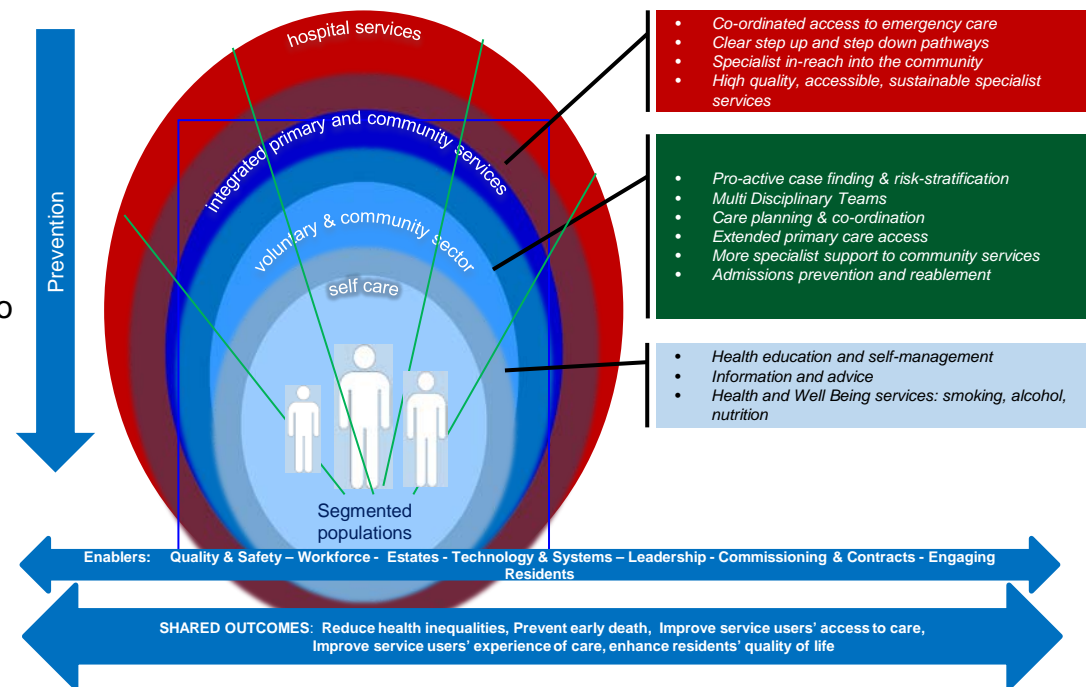 hospital services
integrated primary and community services
voluntary & community sector
self care
Segmented
populations
Prevention
o
• Co-ordinated access to emergency care
• Clear step up and step down pathways
• Specialist in-reach into the community
• High quality, accessible, sustainable specialist
services
• Pro-active case finding & risk-stratification
• Multi Disciplinary Teams
• Care planning & co-ordination
• Extended primary care access
• More specialist support to community services
• Admissions prevention and reablement
• Health education and self-management
• Information and advice
• Health and Well Being services: smoking, alcohol,
nutrition
Enablers: Quality & Safety – Workforce - Estates - Technology & Systems – Leadership - Commissioning & Contracts - Engaging
Residents
SHARED OUTCOMES: Reduce health inequalities, Prevent early death, Improve service users’ access to care,
Improve service users’ experience of care, enhance residents’ quality of life